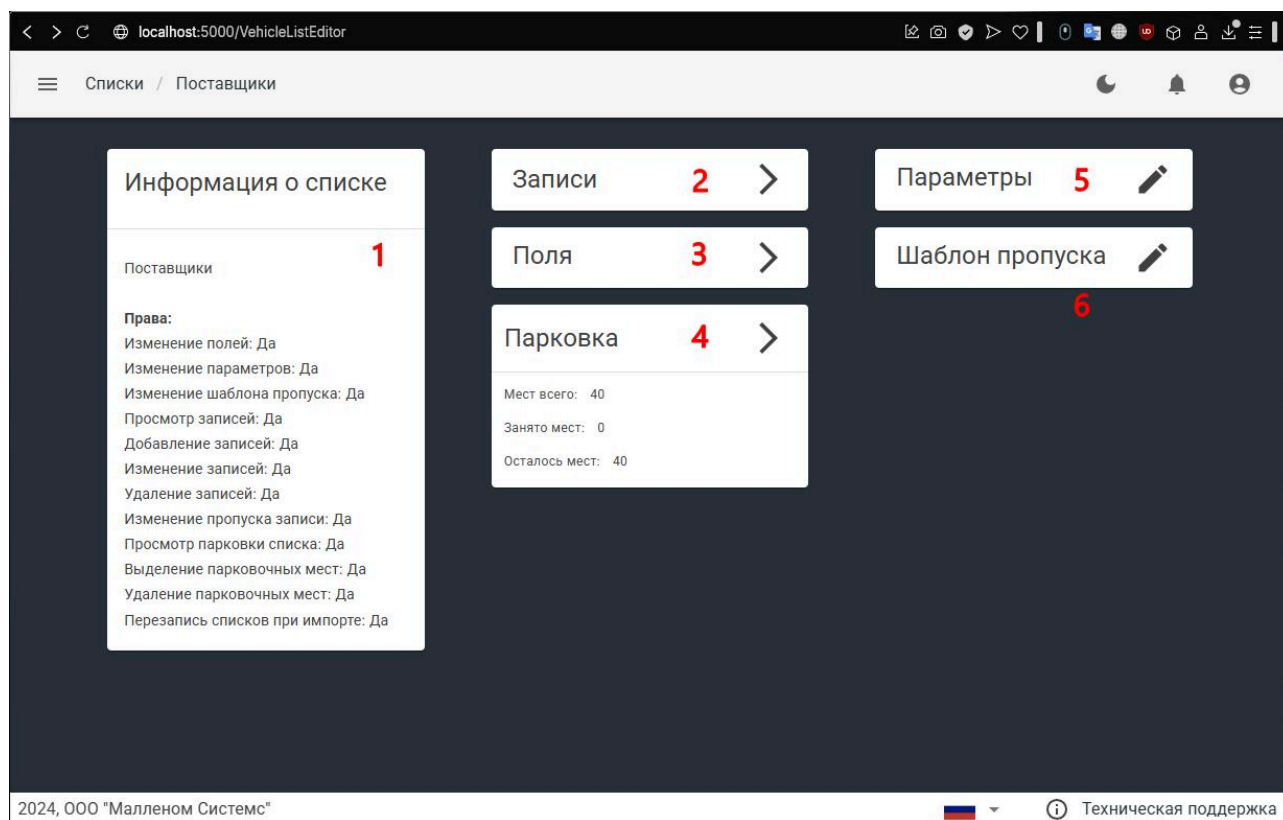 localhost:5000/VehicleListEditor
Списки / Поставщики
Информация о списке
1
Поставщики
Права:
Изменение полей: Да
Изменение параметров: Да
Изменение шаблона пропуска: Да
Просмотр записей: Да
Добавление записей: Да
Изменение записей: Да
Удаление записей: Да
Изменение пропуска записи: Да
Просмотр парковки списка: Да
Выделение парковочных мест: Да
Удаление парковочных мест: Да
Перезапись списков при импорте: Да
Записи 2
Поля 3
Парковка 4
Мест всего: 40
Занято мест: 0
Осталось мест: 40
Параметры 5
Шаблон пропуска
6
2024, ООО "Малленом Системс"
Техническая поддержка